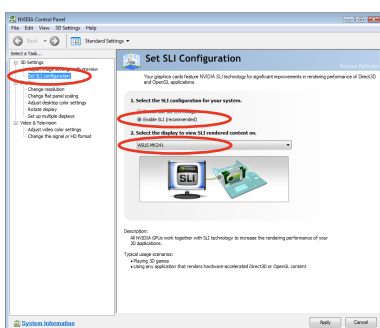 NVIDIA Control Panel
File Edit View 3D Settings Help
Back
Standard Settings
Select a Task...
3D Settings
Set SLI configuration
Change resolution
Change flat panel scaling
Adjust desktop color settings
Rotate display
Set up multiple displays
Video & Television
Adjust video color settings
Change the signal or HD format
System Information
Set SLI Configuration
Restore Defaults
Your graphics cards feature NVIDIA SLI technology for significant improvements in rendering performance of Direct3D
and OpenGL applications.
1. Select the SLI configuration for your system.
Enable SLI (recommended)
2. Select the display to view SLI rendered content on.
ASUS MK241
SLI
Description:
All NVIDIA GPUs work together with SLI technology to increase the rendering performance of your
3D applications.
Typical usage scenarios:
• Playing 3D games
• Using any application that renders hardware-accelerated Direct3D or OpenGL content
Apply Cancel